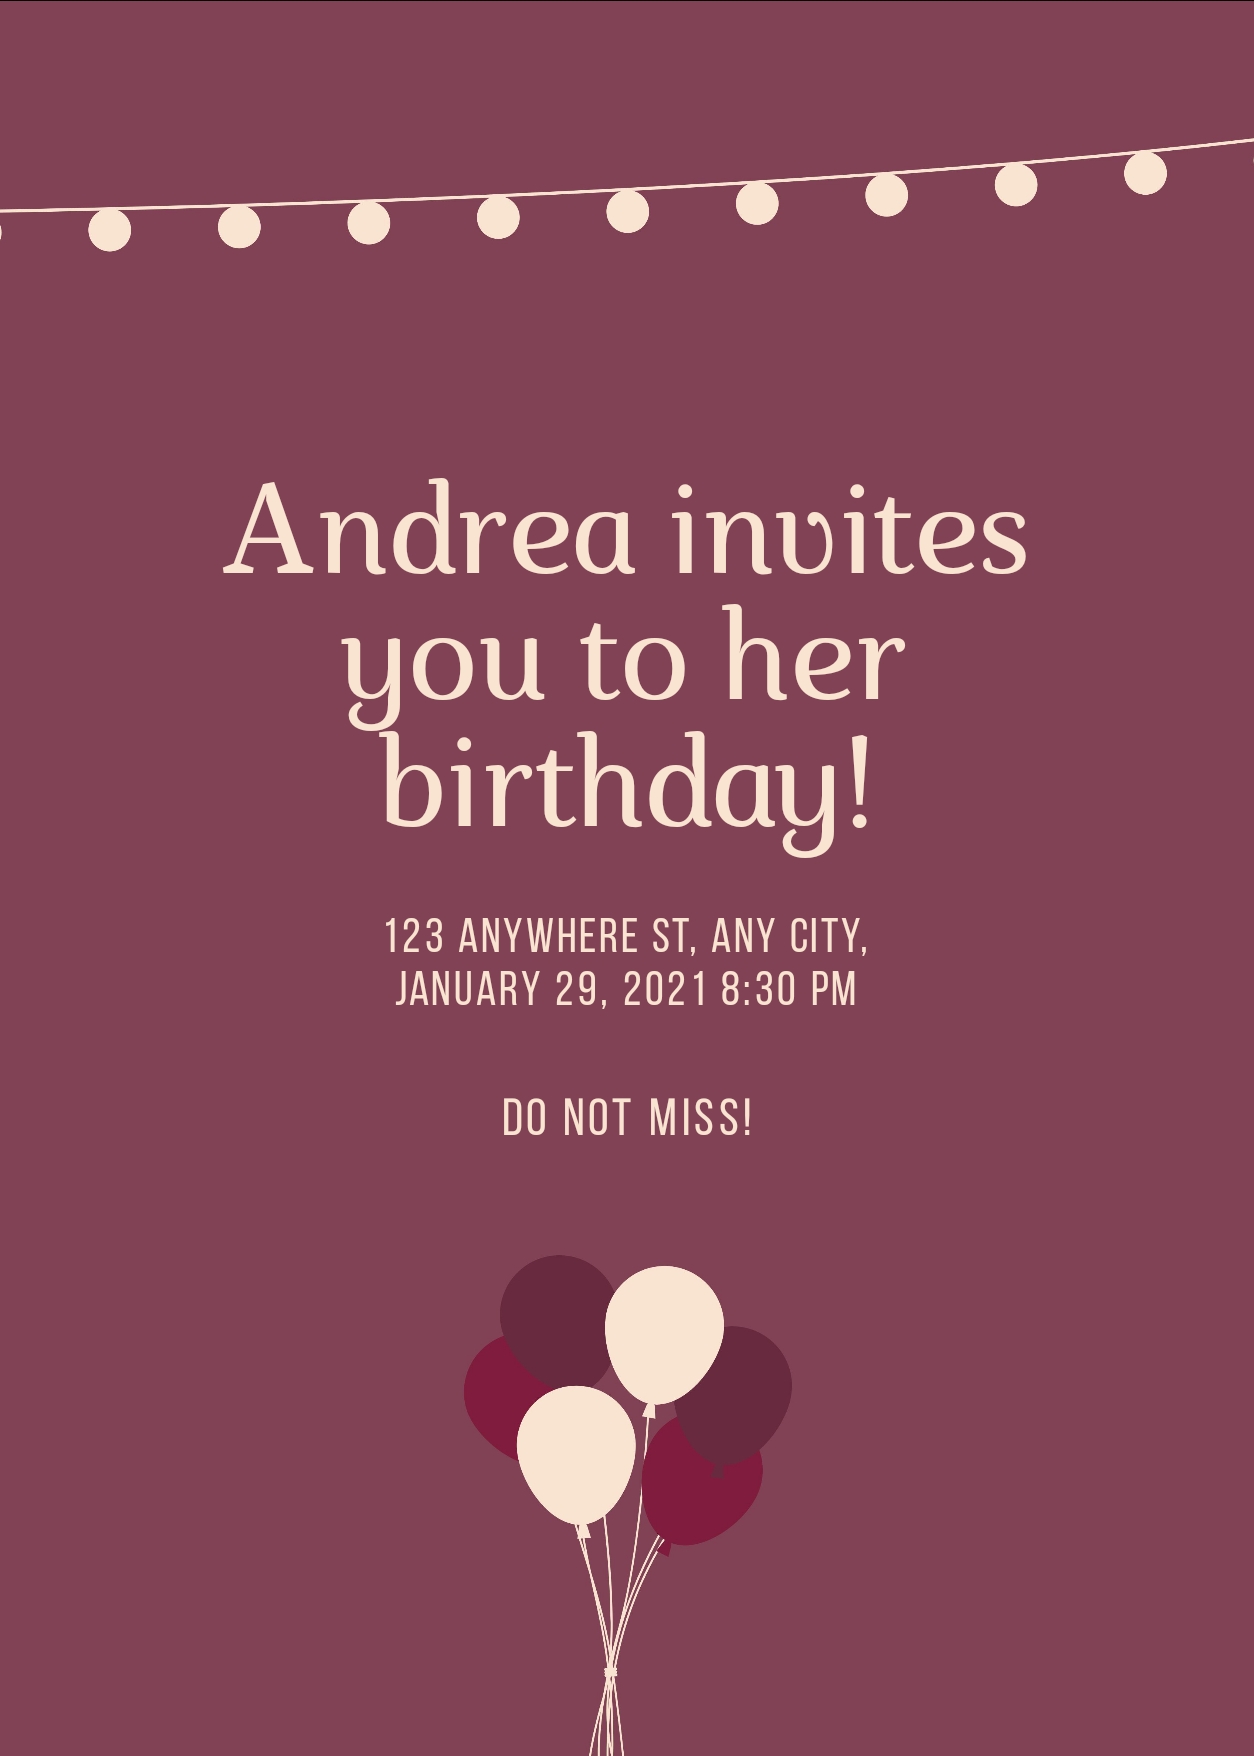 Andrea invites
you to her
birthday!
123 ANYWHERE ST, ANY CITY,
JANUARY 29, 2021 8:30 PM
DO NOT MISS!